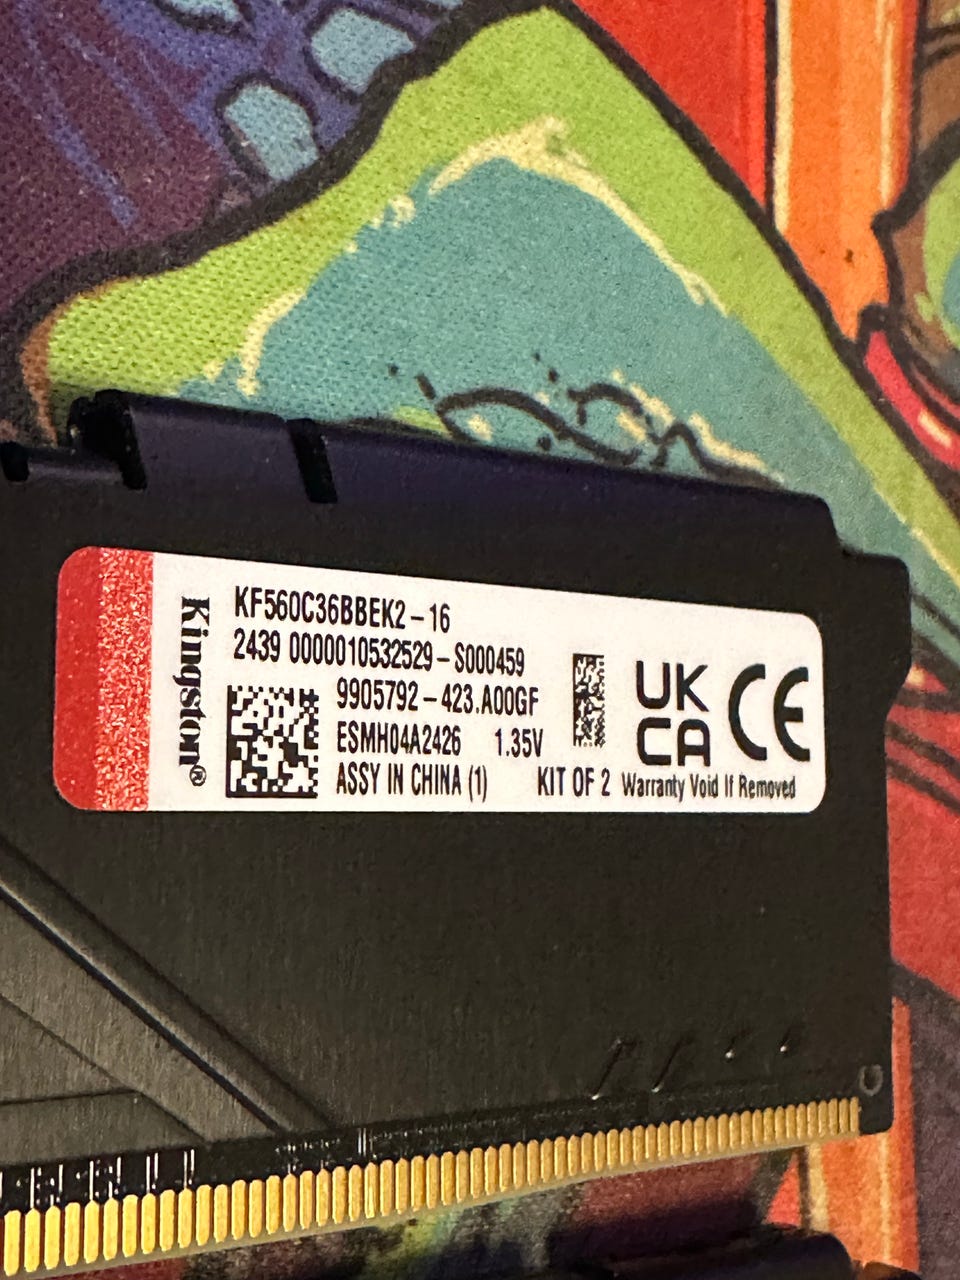 Kingston®
KF560C36BBEK2-16
2439 0000010532529-S000459
9905792-423.A00GF
ESMH04A2426 1.35V
ASSY IN CHINA (1) KIT OF 2 Warranty Void If Removed
UK
CA
CE